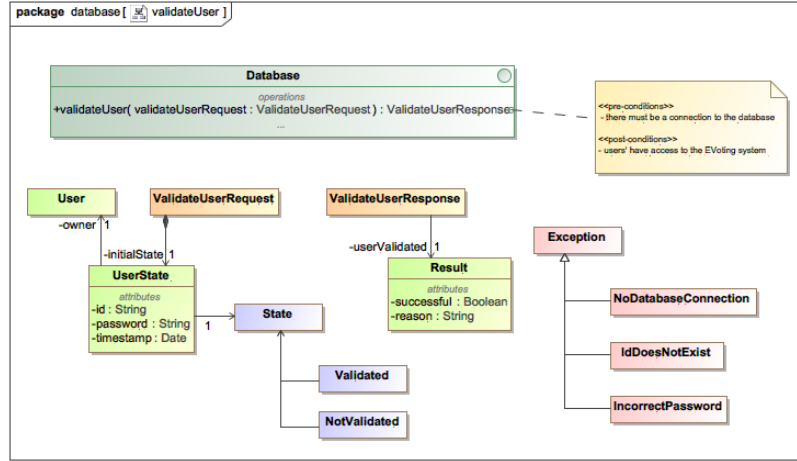 package database [ validateUser ]
Database
operations
+validateUser( validateUserRequest : ValidateUserRequest ) : ValidateUserResponse
...
<<pre-conditions>>
- there must be a connection to the database
<<post-conditions>>
- users' have access to the EVoting system
User
ValidateUserRequest
ValidateUserResponse
-owner 1
-initialState 1
-userValidated 1
Exception
UserState
attributes
-id : String
-password : String
-timestamp : Date
Result
attributes
-successful : Boolean
-reason : String
1
State
NoDatabaseConnection
IdDoesNotExist
Validated
IncorrectPassword
NotValidated